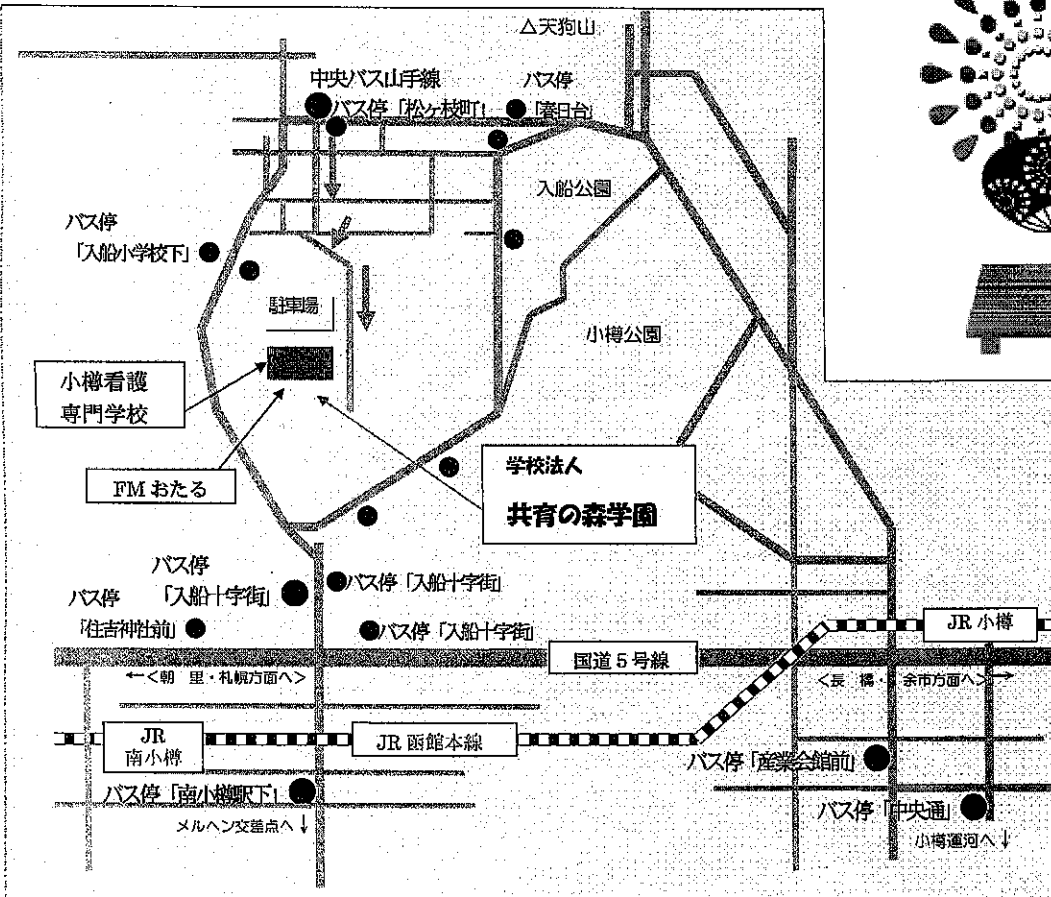 △天狗山
中央バス山手線
バス停「松ヶ枝町」
バス停
「春日台」
入船公園
バス停
「入船小学校下」
駐車場
小樽公園
小樽看護
専門学校
FM おたる
学校法人
共育の森学園
バス停
「入船十字街」
バス停「入船十字街」
バス停
「住吉神社前」
バス停「入船十字街」
JR 小樽
国道5号線
←<朝 里・札幌方面へ>
<長 橋・ 余市方面へ>→
JR
南小樽
JR 函館本線
バス停「産業会館前」
バス停「南小樽駅下」
バス停「中央通」
メルヘン交差点へ↓
小樽運河へ↓